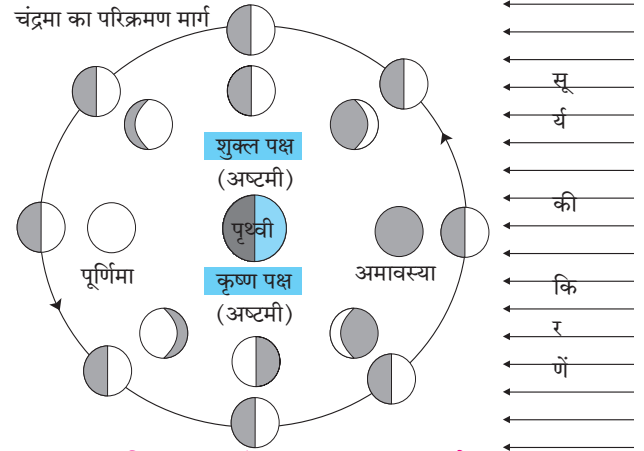 चंद्रमा का परिक्रमण मार्ग
शुक्ल पक्ष
(अष्टमी)
पृथ्वी
पूर्णिमा
अमावस्या
कृष्ण पक्ष
(अष्टमी)
सू
र्य
की
कि
र
णें